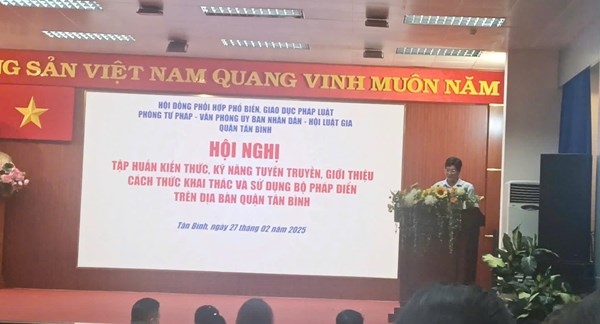 NG SẢN VIỆT NAM QUANG VINH MUÔN NĂM
HỘI ĐỒNG PHỐI HỢP PHỔ BIẾN, GIÁO DỤC PHÁP LUẬT
PHÒNG TƯ PHÁP - VĂN PHÒNG ỦY BAN NHÂN DÂN - HỘI LUẬT GIA
QUẬN TÂN BÌNH
HỘI NGHỊ
TẬP HUẤN KIẾN THỨC, KỸ NĂNG TUYÊN TRUYỀN, GIỚI THIỆU
CÁCH THỨC KHAI THÁC VÀ SỬ DỤNG BỘ PHÁP ĐIỂN
TRÊN ĐỊA BÀN QUẬN TÂN BÌNH
Tân Bình, ngày 27 tháng 02 năm 2025